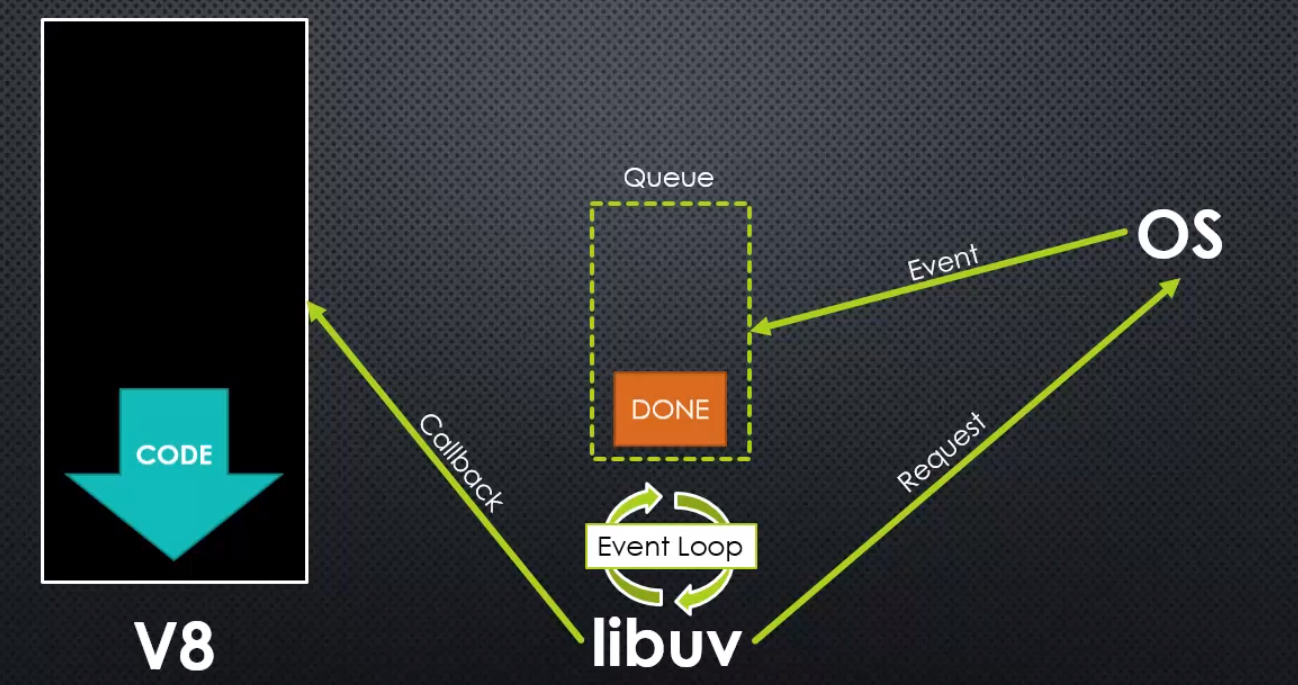 Queue
OS
Event
DONE
CODE
Callback
Request
Event Loop
V8
libuv